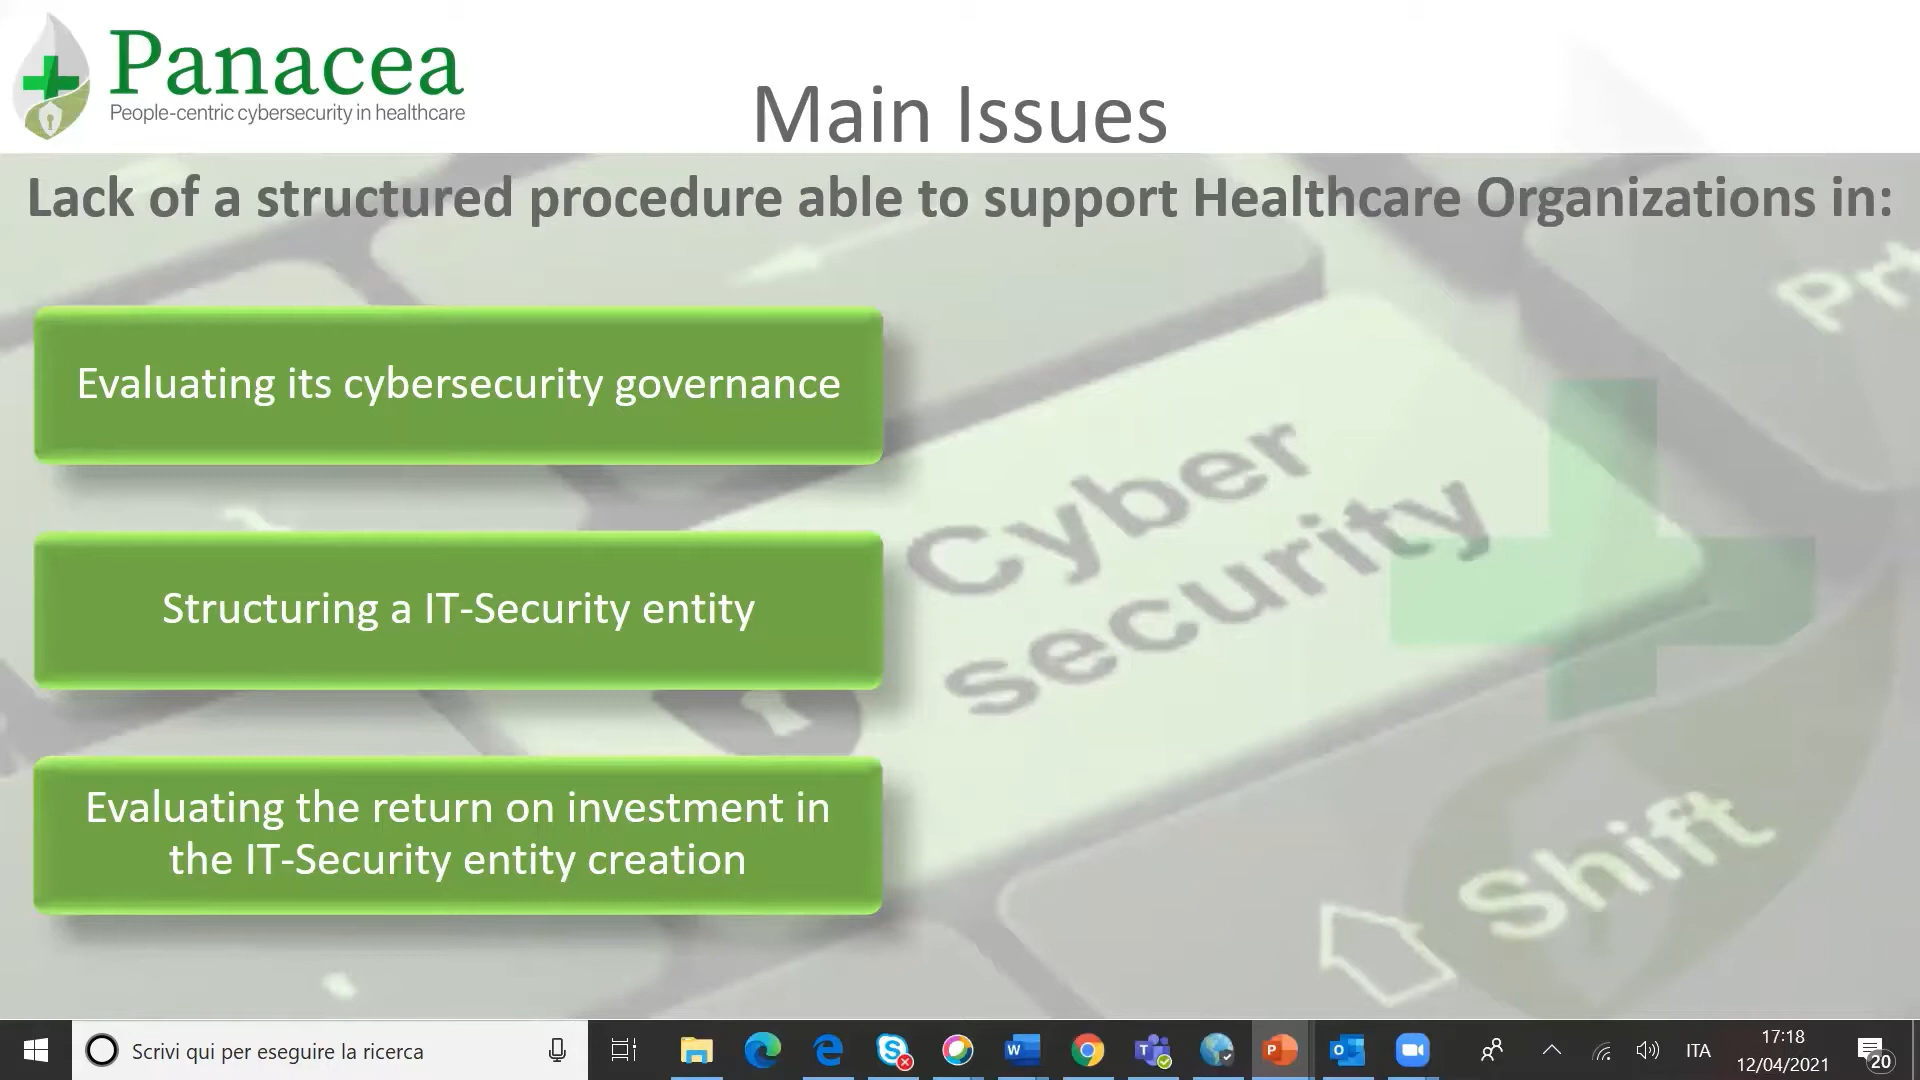 Panacea
People-centric cybersecurity in healthcare
Main Issues
Lack of a structured procedure able to support Healthcare Organizations in:
Evaluating its cybersecurity governance
Structuring a IT-Security entity
Evaluating the return on investment in
the IT-Security entity creation
Prt
Cyber
security
Shift
Scrivi qui per eseguire la ricerca
ITA
17:18
12/04/2021
20